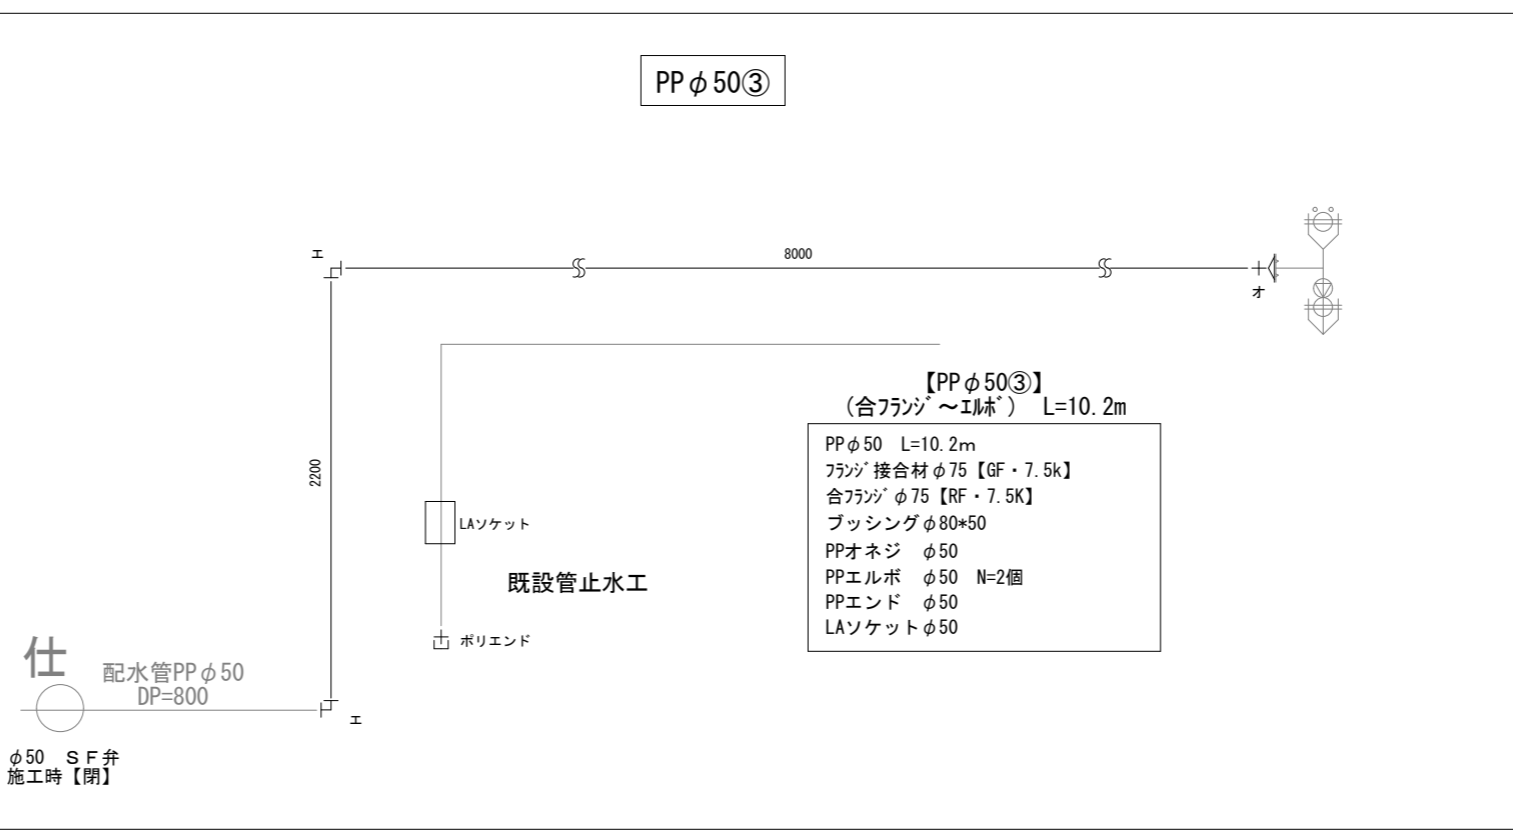 PPφ50③
エ
8000
オ
2200
【PPφ50③】
(合ﾌﾗﾝｼﾞ～ｴﾙﾎﾞ) L=10.2m
PPφ50 L=10.2m
ﾌﾗﾝｼﾞ接合材φ75【GF・7.5k】
合ﾌﾗﾝｼﾞφ75【RF・7.5K】
ブッシングφ80*50
PPオネジ φ50
PPエルボ φ50 N=2個
PPエンド φ50
LAソケットφ50
LAソケット
既設管止水工
ポリエンド
仕
配水管PPφ50
DP=800
エ
φ50 ＳＦ弁
施工時【閉】